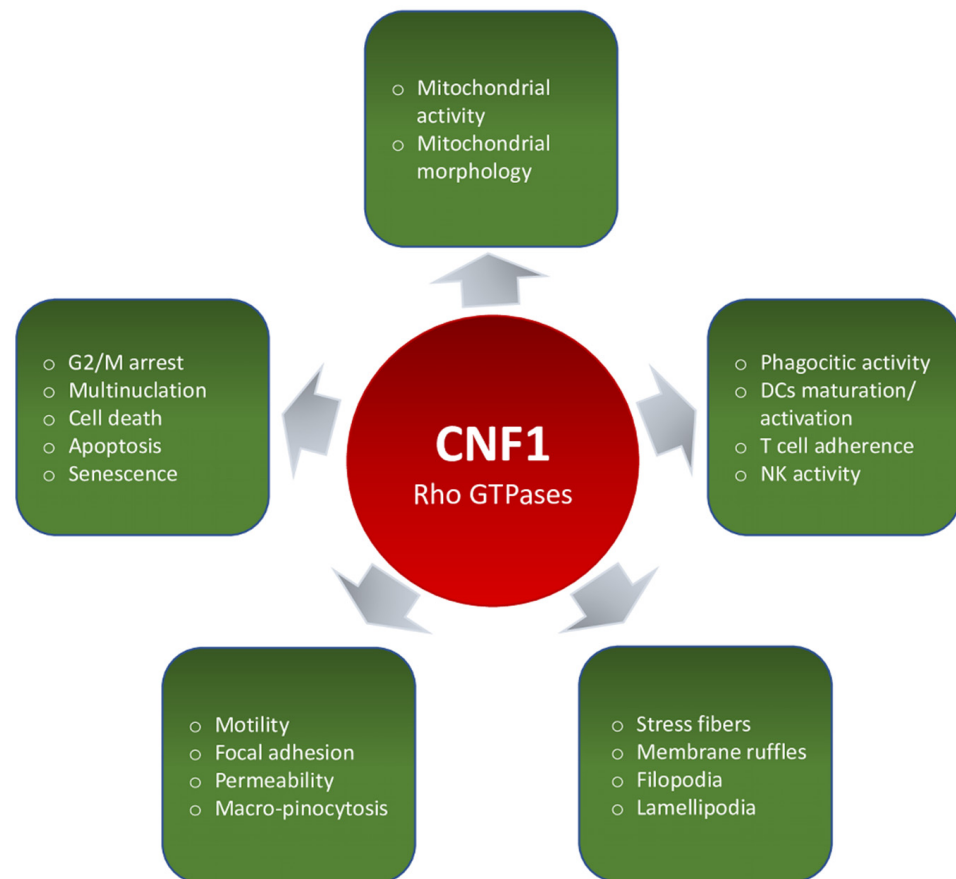 ○ Mitochondrial
activity
○ Mitochondrial
morphology
○ G2/M arrest
○ Multinuclation
○ Cell death
○ Apoptosis
○ Senescence
CNF1
Rho GTPases
○ Phagocitic activity
○ DCs maturation/
activation
○ T cell adherence
○ NK activity
○ Motility
○ Focal adhesion
○ Permeability
○ Macro-pinocytosis
○ Stress fibers
○ Membrane ruffles
○ Filopodia
○ Lamellipodia